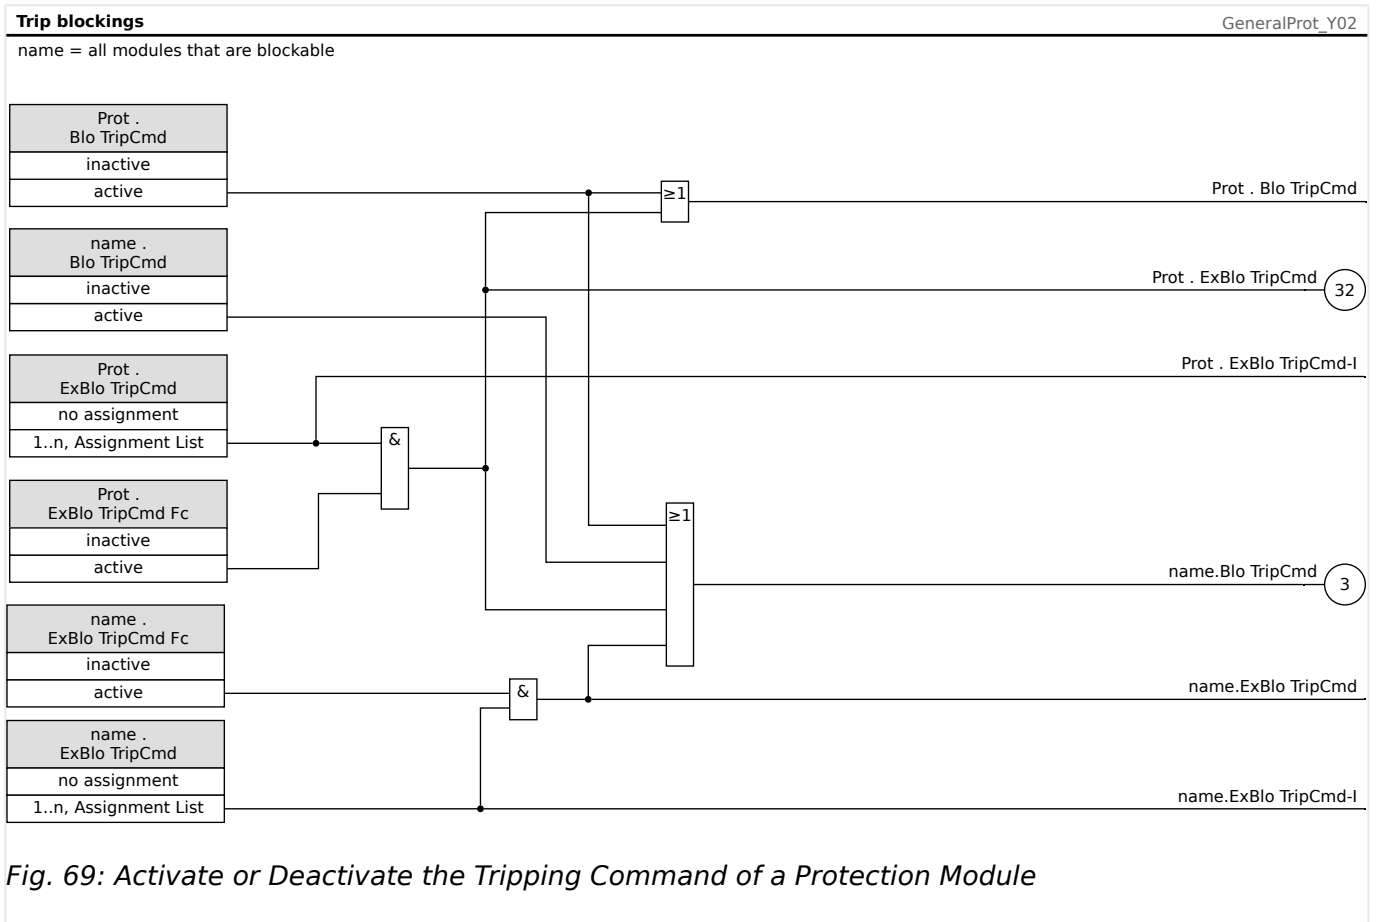 Trip blockings
GeneralProt_Y02
name = all modules that are blockable
Prot .
Blo TripCmd
inactive
active
≥1
Prot . Blo TripCmd
name .
Blo TripCmd
inactive
active
Prot . ExBlo TripCmd
32
Prot .
ExBlo TripCmd
no assignment
1..n, Assignment List
Prot . ExBlo TripCmd-I
&
Prot .
ExBlo TripCmd Fc
inactive
active
≥1
name.Blo TripCmd
3
name .
ExBlo TripCmd Fc
inactive
active
&
name.ExBlo TripCmd
name .
ExBlo TripCmd
no assignment
1..n, Assignment List
name.ExBlo TripCmd-I
Fig. 69: Activate or Deactivate the Tripping Command of a Protection Module